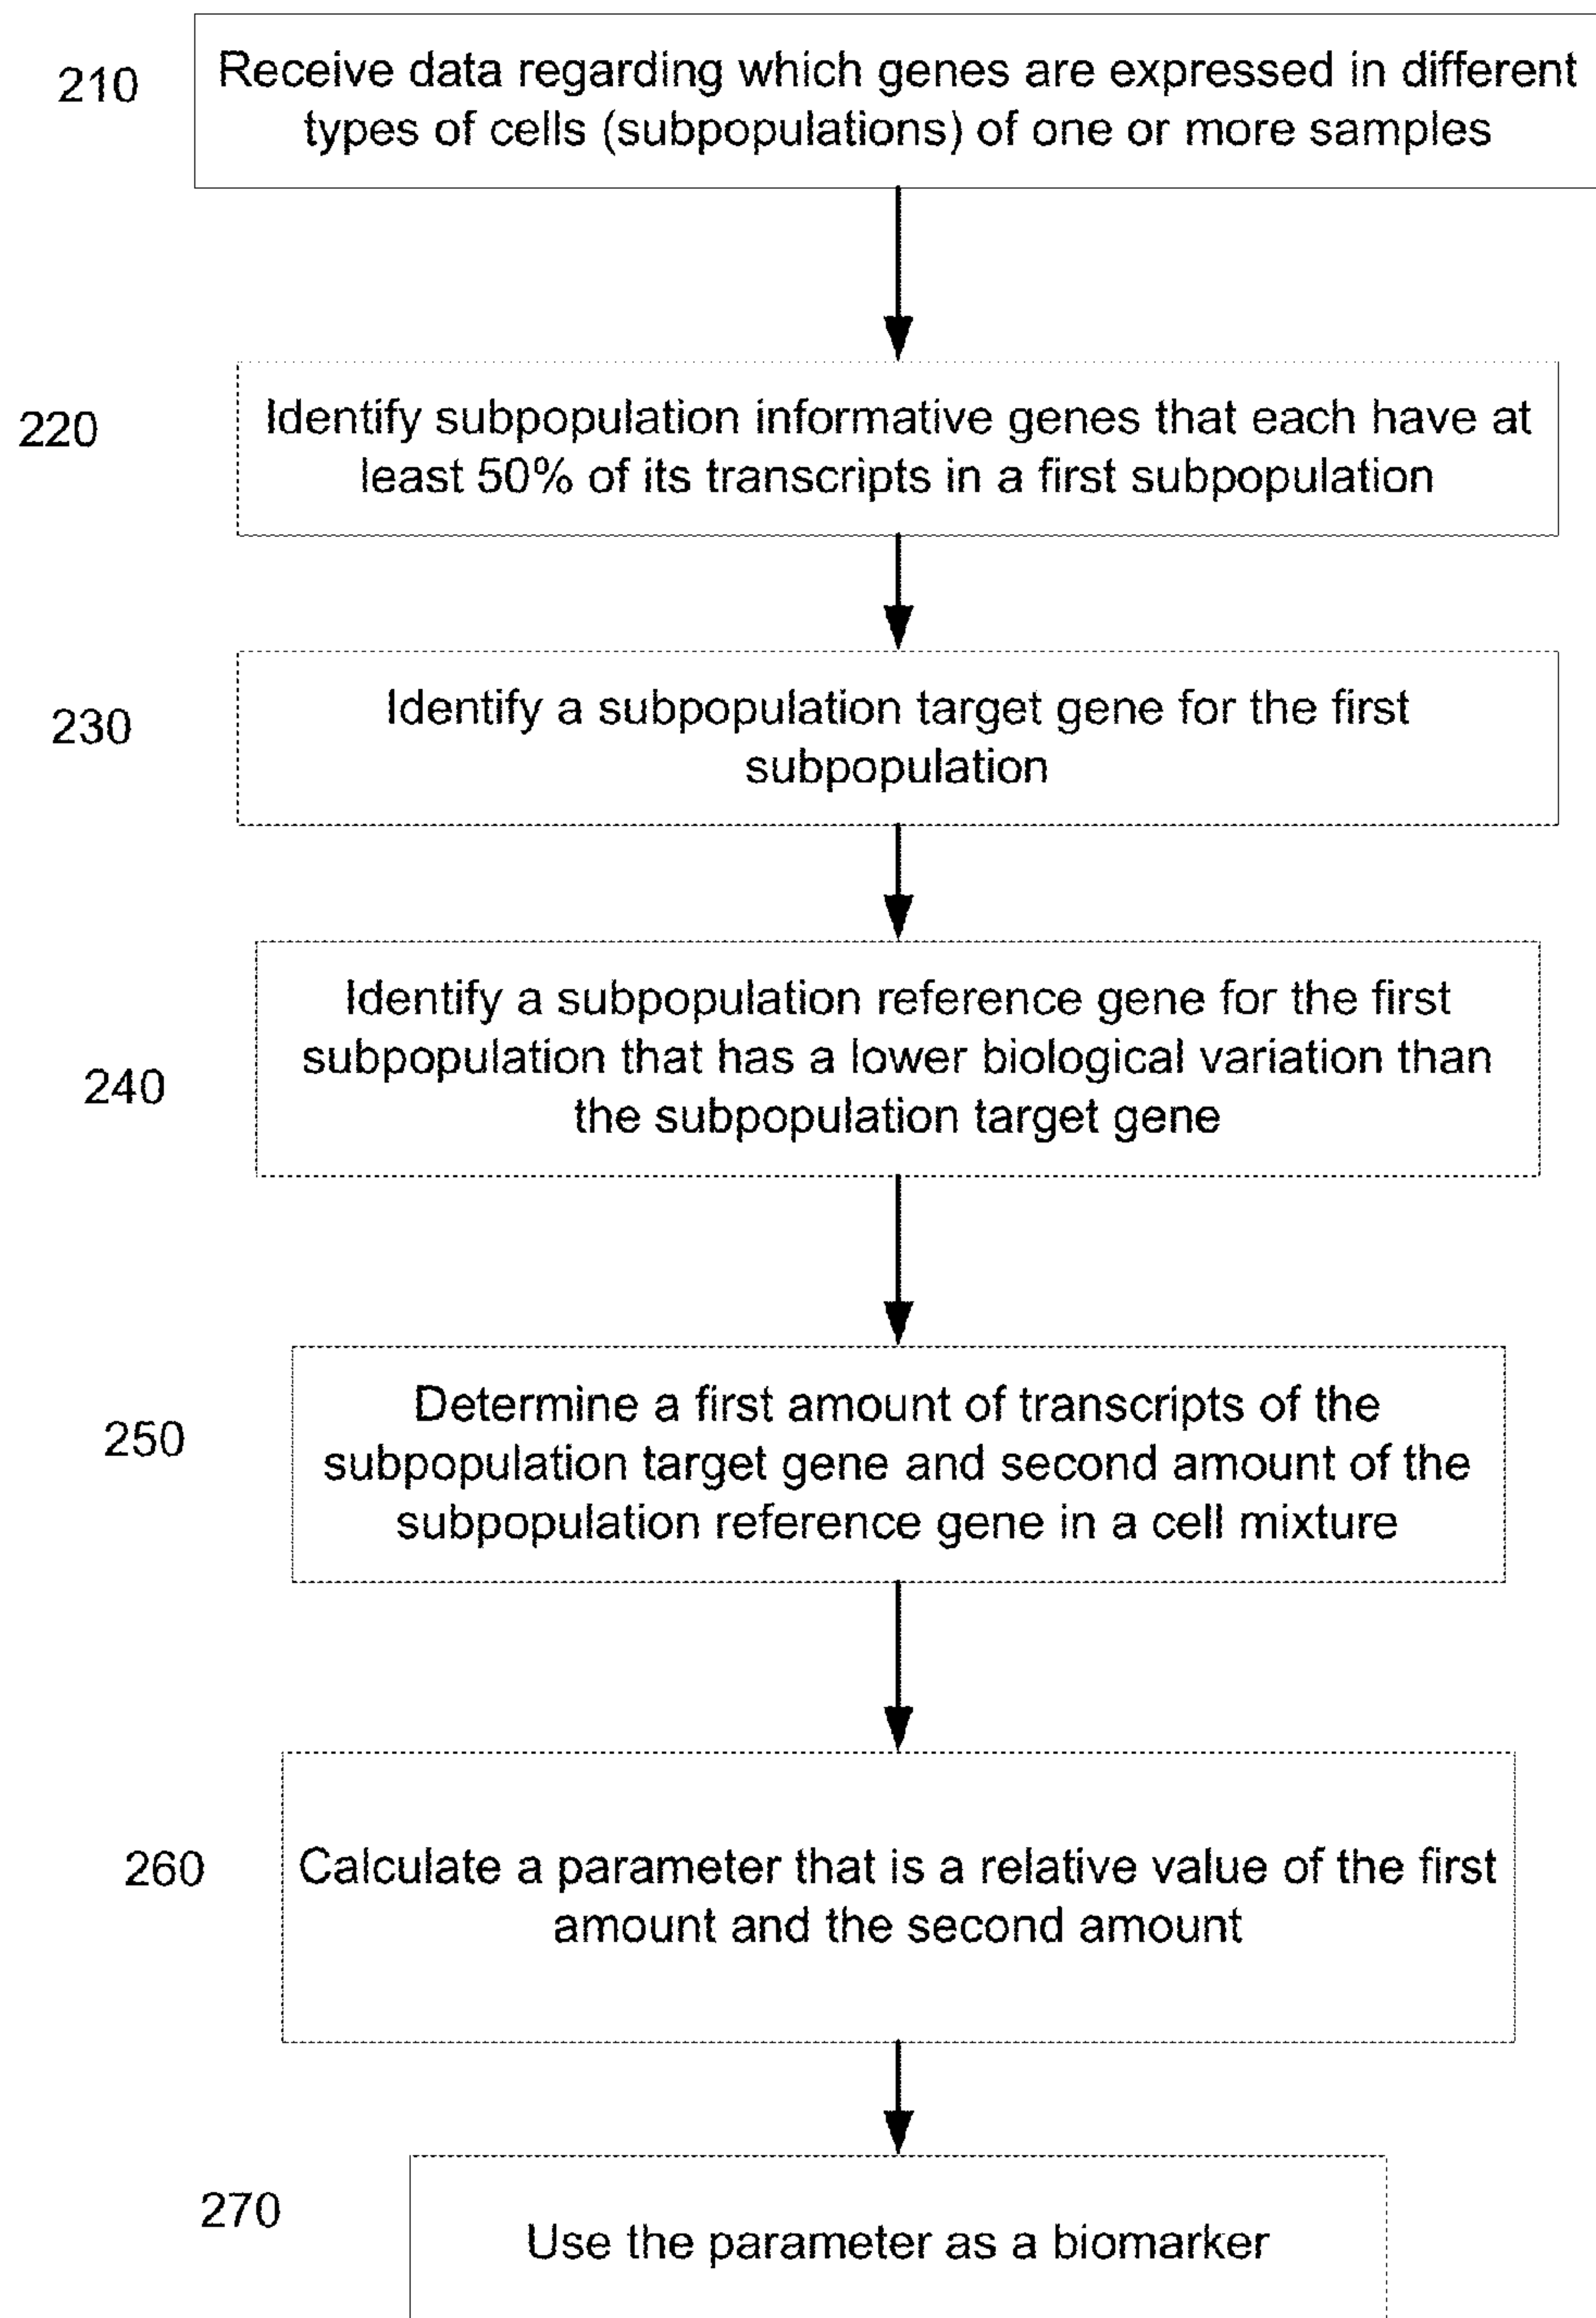 210
Receive data regarding which genes are expressed in different
types of cells (subpopulations) of one or more samples
220
Identify subpopulation informative genes that each have at
least 50% of its transcripts in a first subpopulation
230
Identify a subpopulation target gene for the first
subpopulation
240
Identify a subpopulation reference gene for the first
subpopulation that has a lower biological variation than
the subpopulation target gene
250
Determine a first amount of transcripts of the
subpopulation target gene and second amount of the
subpopulation reference gene in a cell mixture
260
Calculate a parameter that is a relative value of the first
amount and the second amount
270
Use the parameter as a biomarker